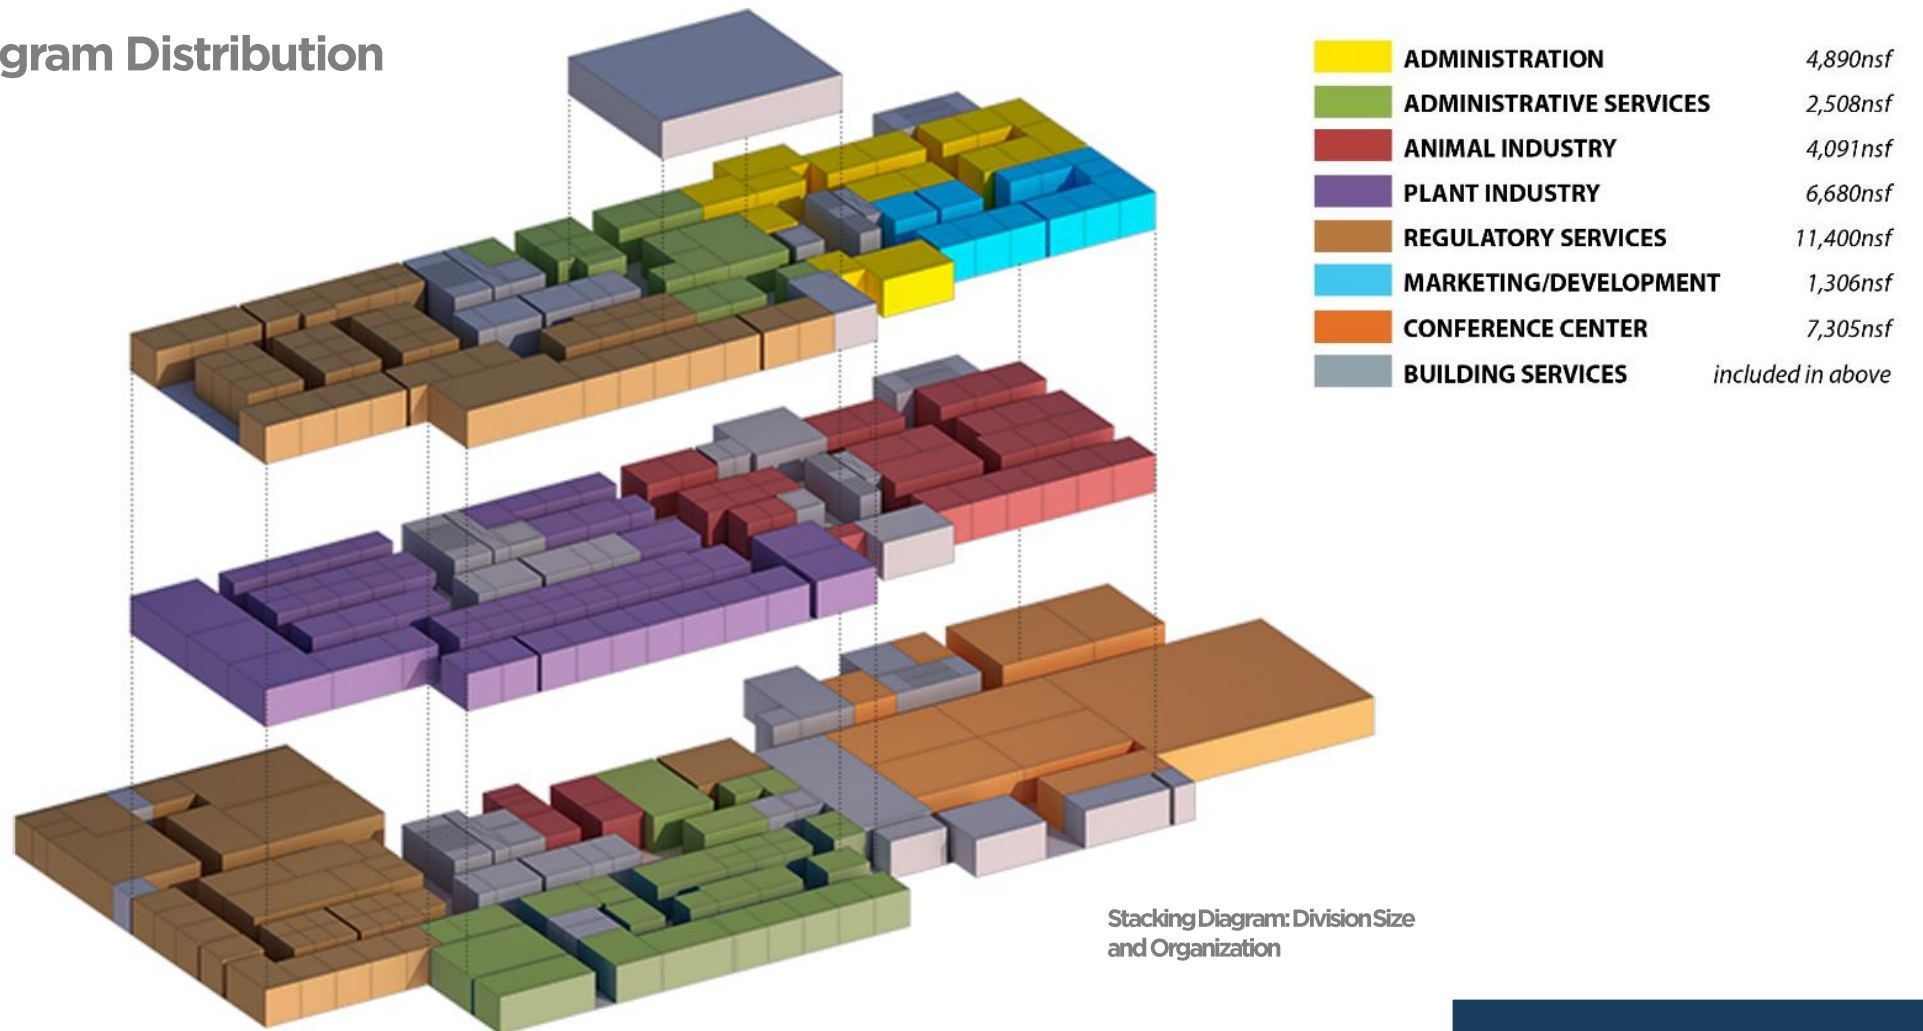 gram Distribution
ADMINISTRATION 4,890nsf
ADMINISTRATIVE SERVICES 2,508nsf
ANIMAL INDUSTRY 4,091nsf
PLANT INDUSTRY 6,680nsf
REGULATORY SERVICES 11,400nsf
MARKETING/DEVELOPMENT 1,306nsf
CONFERENCE CENTER 7,305nsf
BUILDING SERVICES included in above
Stacking Diagram: Division Size
and Organization